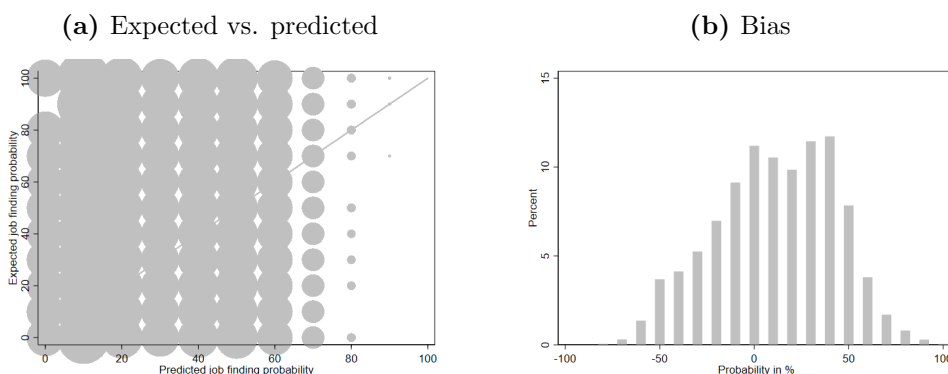 (a) Expected vs. predicted
(b) Bias
Expected job finding probability
100
80
60
40
20
0
0 20 40 60 80 100
Predicted job finding probability
Percent
15
10
5
0
-100 -50 0 50 100
Probability in %